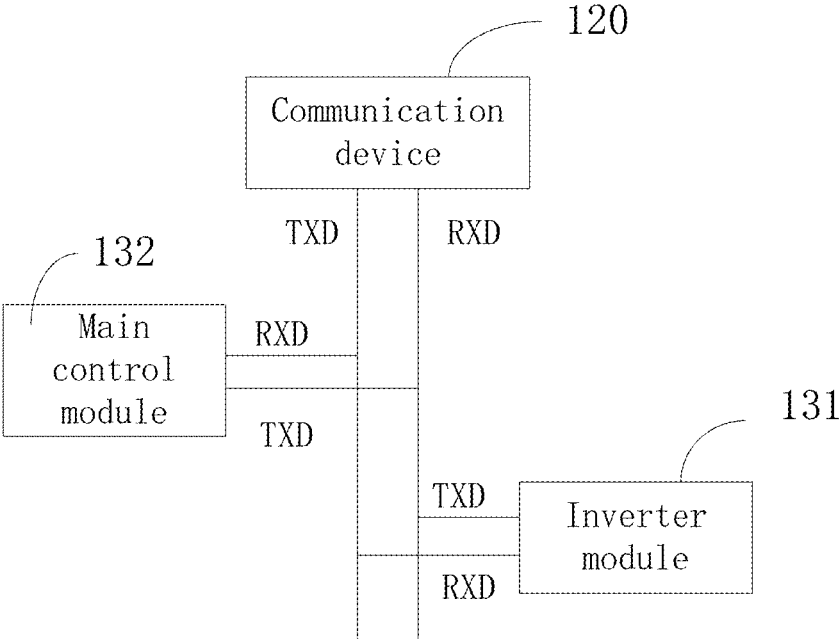 120
Communication
device
TXD
RXD
132
Main
control
module
RXD
TXD
131
TXD
Inverter
module
RXD